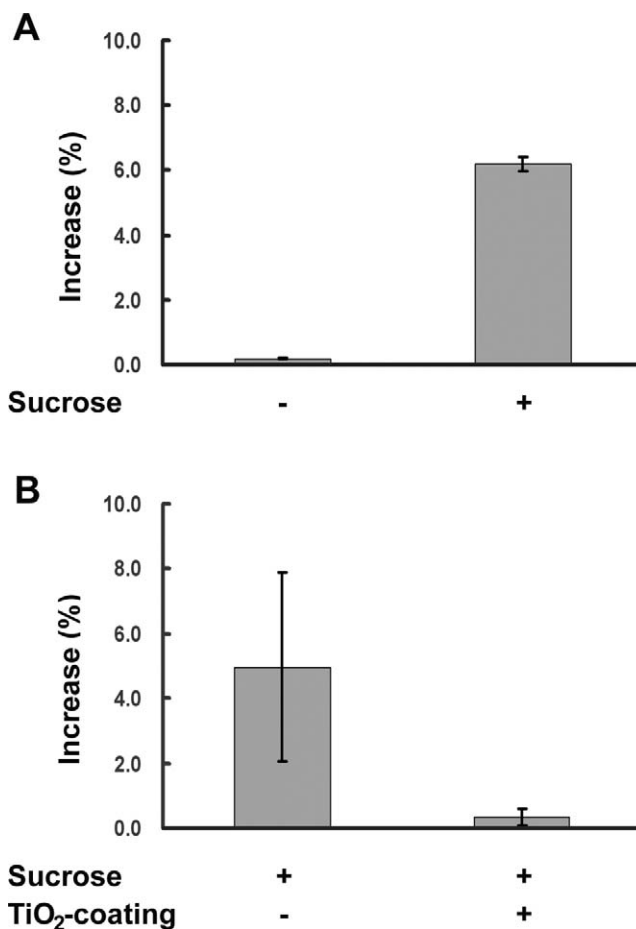 A
10.0
8.0
6.0
4.0
2.0
0.0
Increase (%)
Sucrose - +
B
10.0
8.0
6.0
4.0
2.0
0.0
Increase (%)
Sucrose + +
TiO₂-coating - +